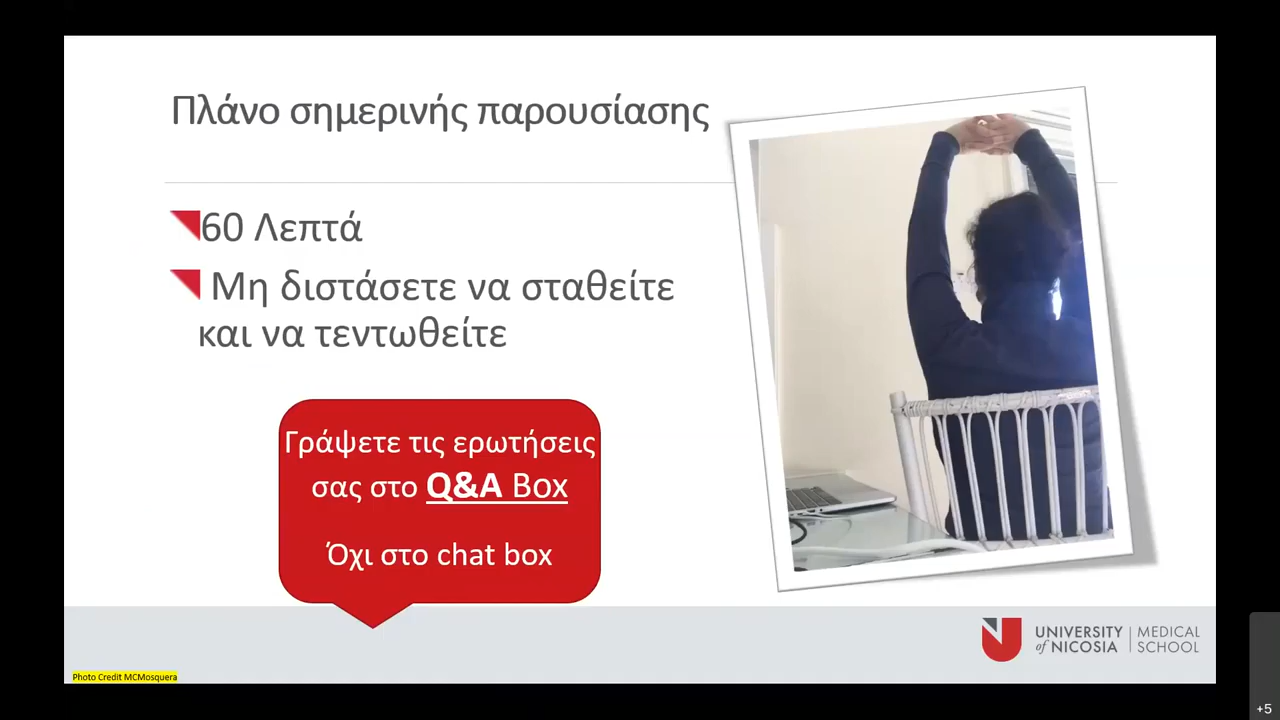 Πλάνο σημερινής παρουσίασης
60 Λεπτά
Μη διστάσετε να σταθείτε
και να τεντωθείτε
Γράψετε τις ερωτήσεις
σας στο Q&A Box
Όχι στο chat box
UNIVERSITY of NICOSIA
MEDICAL SCHOOL
Photo Credit MCMosquera
+5